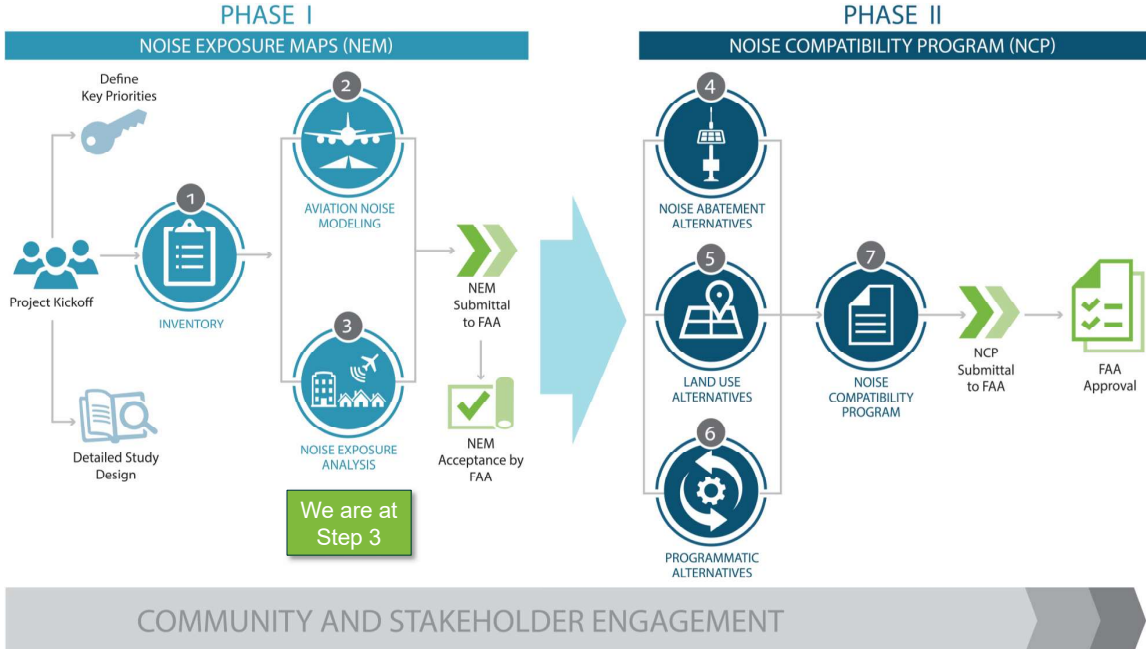 PHASE I
NOISE EXPOSURE MAPS (NEM)
Define
Key Priorities
Project Kickoff
Detailed Study
Design
1
INVENTORY
2
AVIATION NOISE
MODELING
3
NOISE EXPOSURE
ANALYSIS
We are at
Step 3
NEM
Submittal
to FAA
NEM
Acceptance by
FAA
PHASE II
NOISE COMPATIBILITY PROGRAM (NCP)
4
NOISE ABATEMENT
ALTERNATIVES
5
LAND USE
ALTERNATIVES
6
PROGRAMMATIC
ALTERNATIVES
7
NOISE
COMPATIBILITY
PROGRAM
NCP
Submittal
to FAA
FAA
Approval
COMMUNITY AND STAKEHOLDER ENGAGEMENT